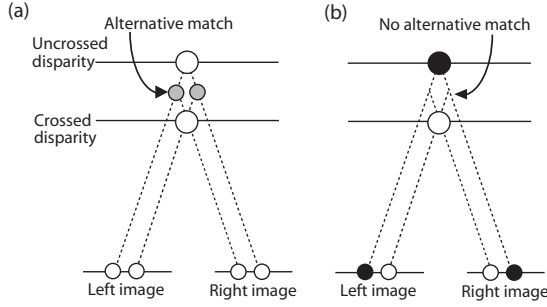 (a)
Alternative match
Uncrossed
disparity
Crossed
disparity
Left image
Right image
(b)
No alternative match
Left image
Right image